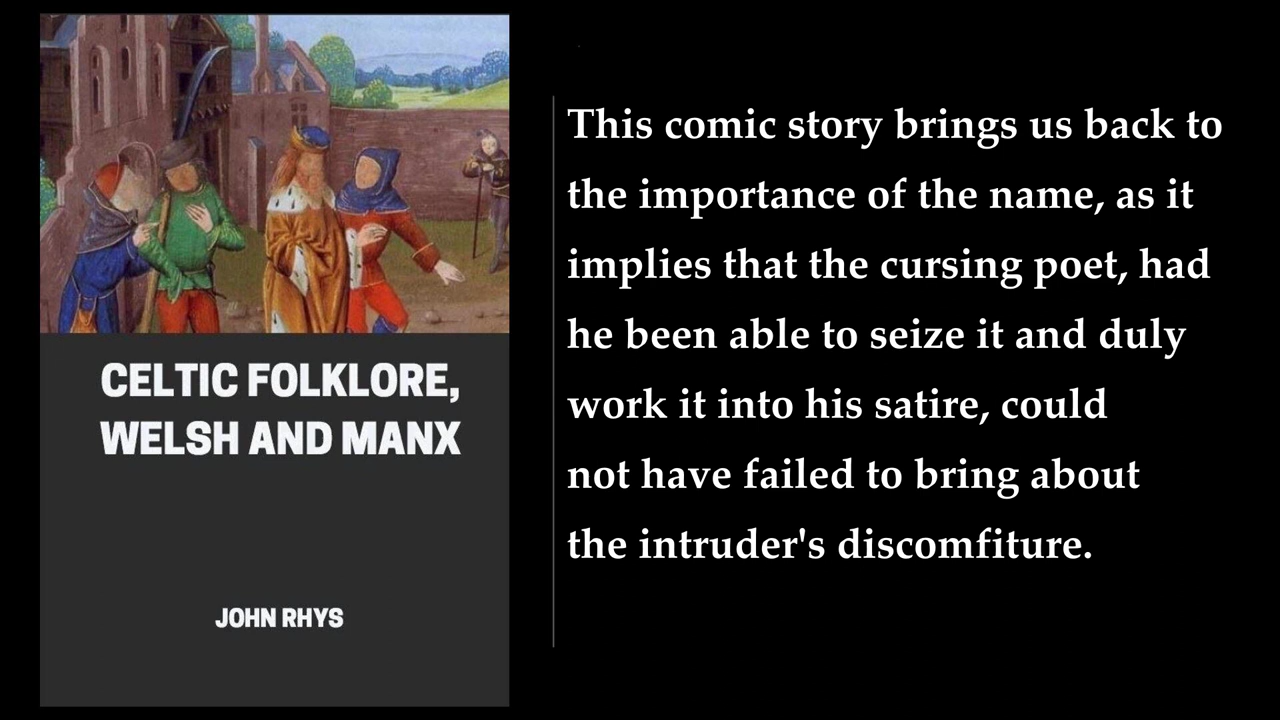 CELTIC FOLKLORE,
WELSH AND MANX
JOHN RHYS
This comic story brings us back to
the importance of the name, as it
implies that the cursing poet, had
he been able to seize it and duly
work it into his satire, could
not have failed to bring about
the intruder's discomfiture.